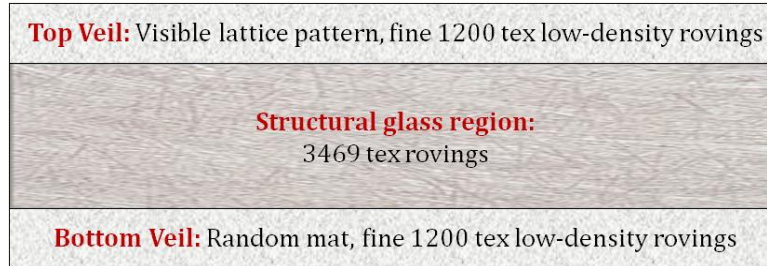 Top Veil: Visible lattice pattern, fine 1200 tex low-density rovings
Structural glass region:
3469 tex rovings
Bottom Veil: Random mat, fine 1200 tex low-density rovings